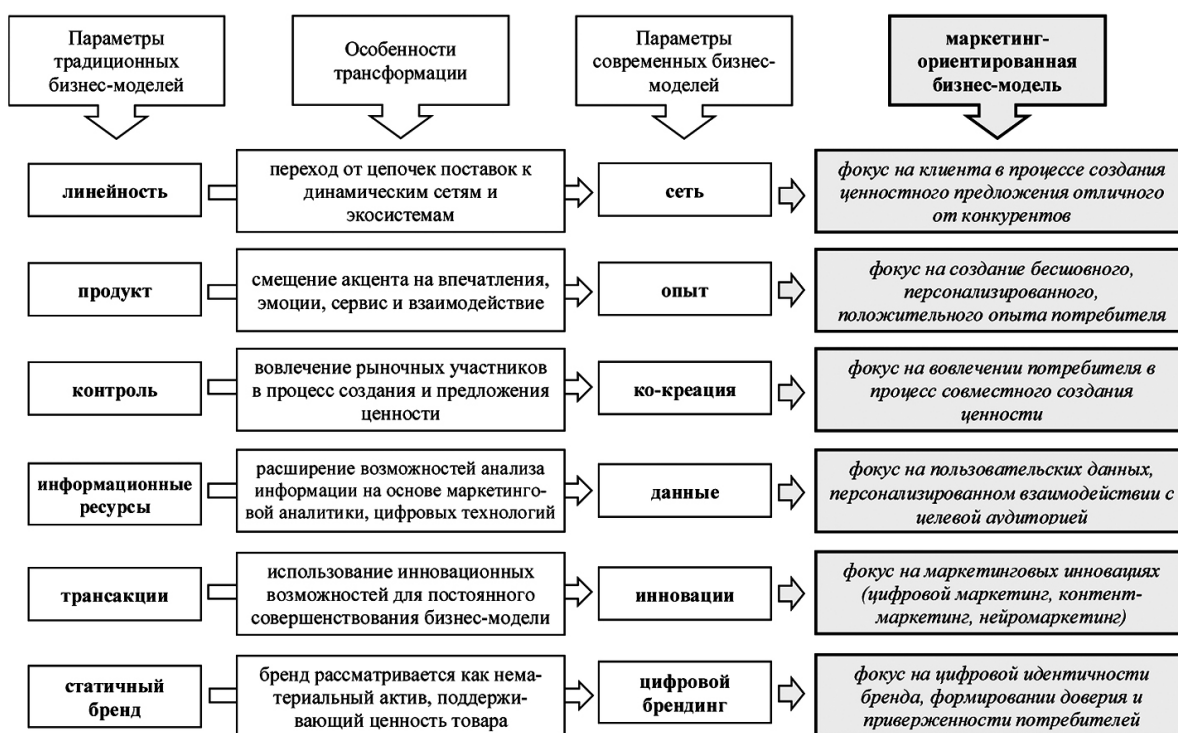 Параметры
традиционных
бизнес-моделей
Особенности
трансформации
Параметры
современных бизнес-
моделей
маркетинг-
ориентированная
бизнес-модель
линейность
переход от цепочек поставок к
динамическим сетям и
экосистемам
сеть
фокус на клиента в процессе создания
ценностного предложения отличного
от конкурентов
продукт
смещение акцента на впечатления,
эмоции, сервис и взаимодействие
опыт
фокус на создание бесшовного,
персонализированного,
положительного опыта потребителя
контроль
вовлечение рыночных участников
в процесс создания и предложения
ценности
ко-креация
фокус на вовлечении потребителя в
процесс совместного создания
ценности
информационные
ресурсы
расширение возможностей анализа
информации на основе маркетинго-
вой аналитики, цифровых технологий
данные
фокус на пользовательских данных,
персонализированном взаимодействии с
целевой аудиторией
трансакции
использование инновационных
возможностей для постоянного
совершенствования бизнес-модели
инновации
фокус на маркетинговых инновациях
(цифровой маркетинг, контент-
маркетинг, нейромаркетинг)
статичный
бренд
бренд рассматривается как нема-
териальный актив, поддержи-
вающий ценность товара
цифровой
брендинг
фокус на цифровой идентичности
бренда, формировании доверия и
приверженности потребителей